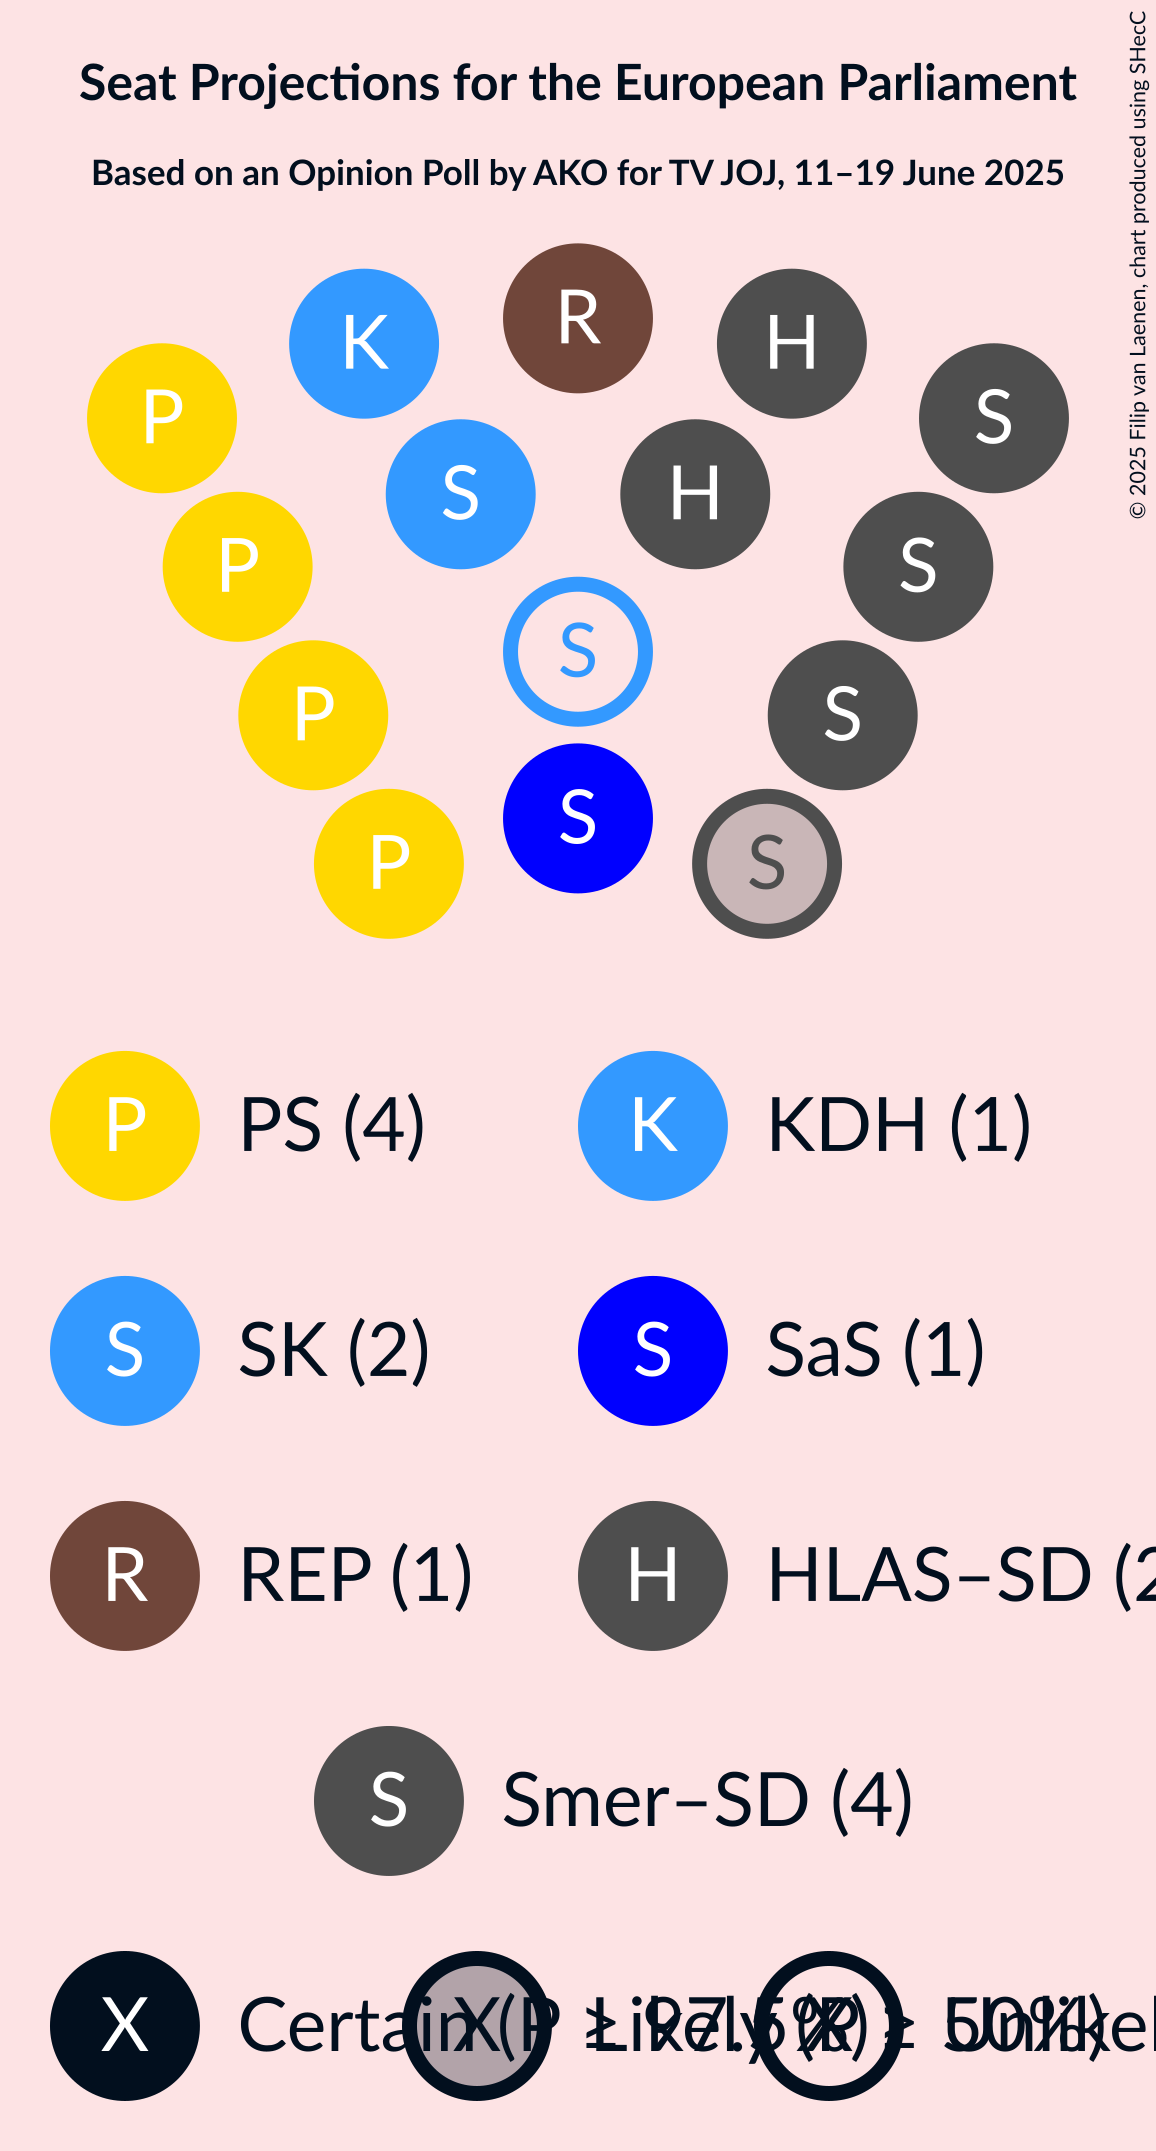 Seat Projections for the European Parliament
Based on an Opinion Poll by AKO for TV JOJ, 11–19 June 2025
© 2025 Filip van Laenen, chart produced using SHecC
R
K H
P S
S H
P S
S
P S
S
P S
P PS (4) K KDH (1)
S SK (2) S SaS (1)
R REP (1) H HLAS–SD (2
S Smer–SD (4)
X Certain (P ≥ 97.5%) X Likely (P ≥ 50%) X Unlikel